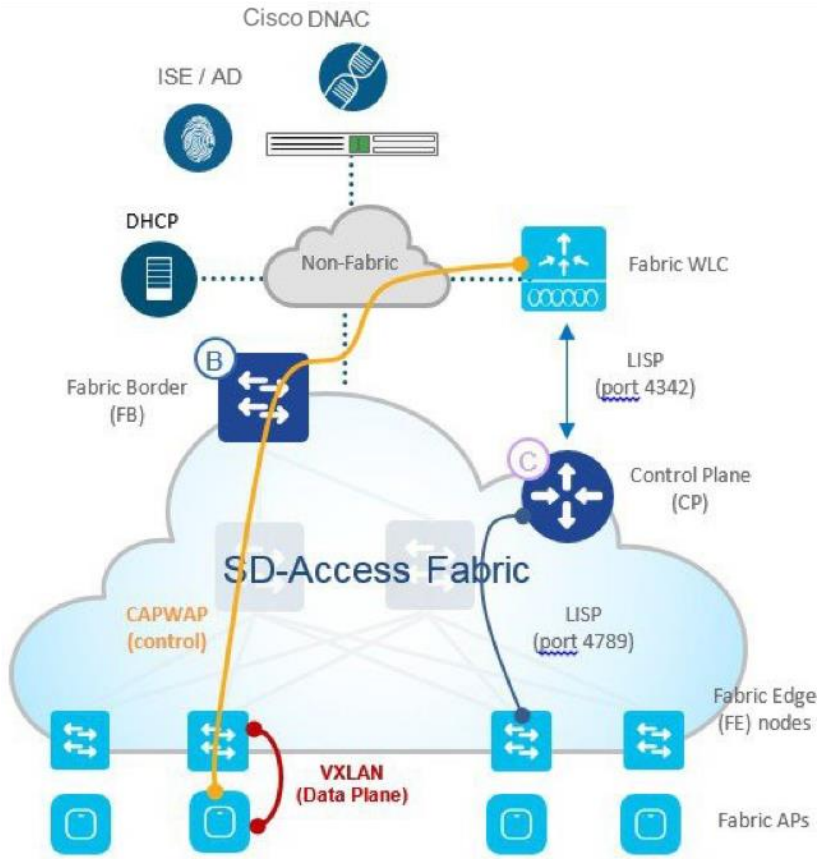 Cisco DNAC
ISE / AD
DHCP
Non-Fabric
Fabric WLC
B
Fabric Border
(FB)
LISP
(port 4342)
C
Control Plane
(CP)
SD-Access Fabric
CAPWAP
(control)
LISP
(port 4789)
Fabric Edge
(FE) nodes
VXLAN
(Data Plane)
Fabric APs